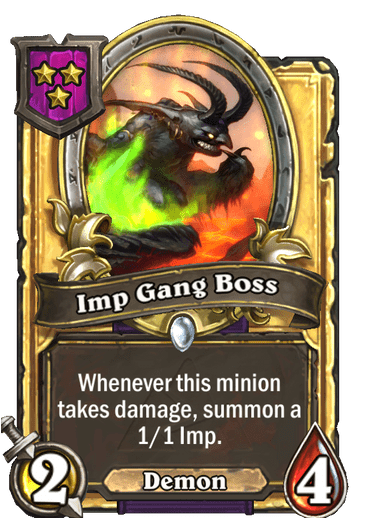 Imp Gang Boss
Whenever this minion
takes damage, summon a
1/1 Imp.
2
Demon
4